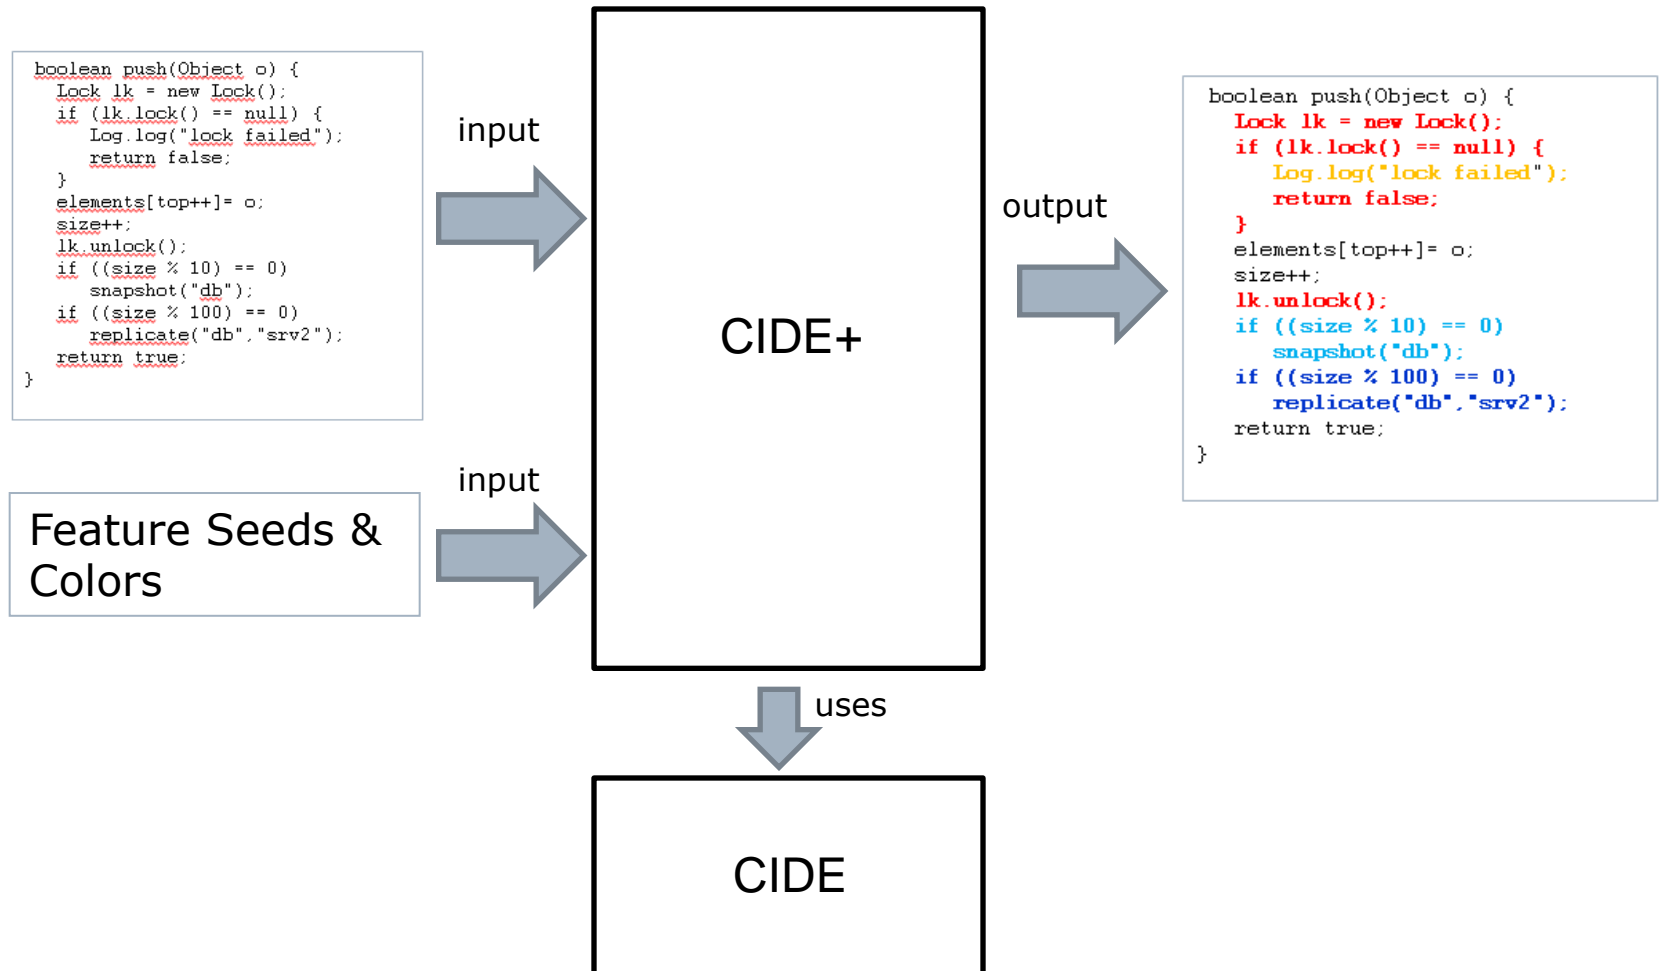 boolean push(Object o) {
Lock lk = new Lock();
if (lk.lock() == null) {
Log.log("lock failed");
return false;
}
elements[top++]= o;
size++;
lk.unlock();
if ((size % 10) == 0)
snapshot("db");
if ((size % 100) == 0)
replicate("db","srv2");
return true;
}
input
Feature Seeds &
Colors
input
CIDE+
uses
CIDE
output
boolean push(Object o) {
Lock lk = new Lock();
if (lk.lock() == null) {
Log.log("lock failed");
return false;
}
elements[top++]= o;
size++;
lk.unlock();
if ((size % 10) == 0)
snapshot("db");
if ((size % 100) == 0)
replicate("db","srv2");
return true;
}